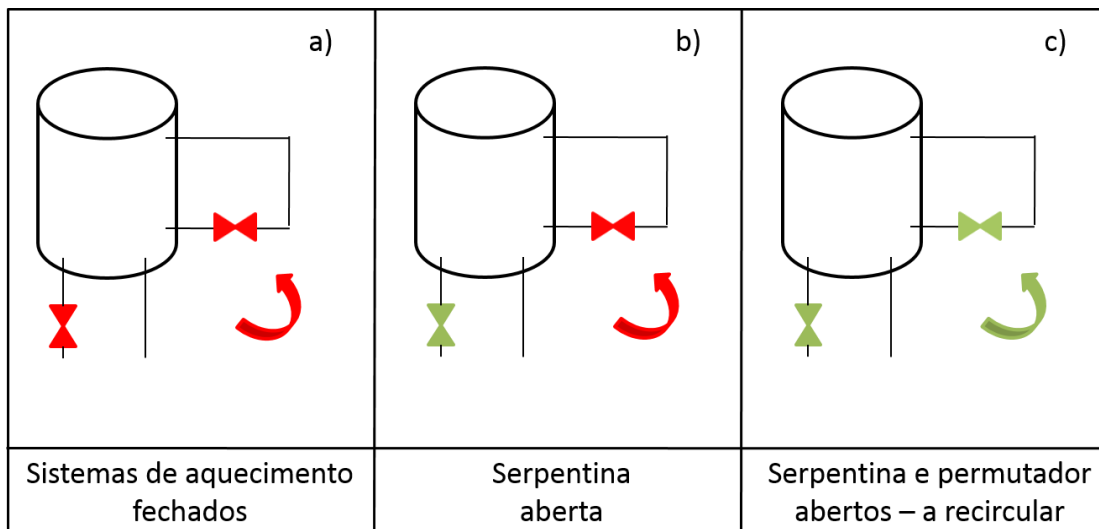 a)
b)
c)
Sistemas de aquecimento
fechados
Serpentina
aberta
Serpentina e permutador
abertos – a recircular